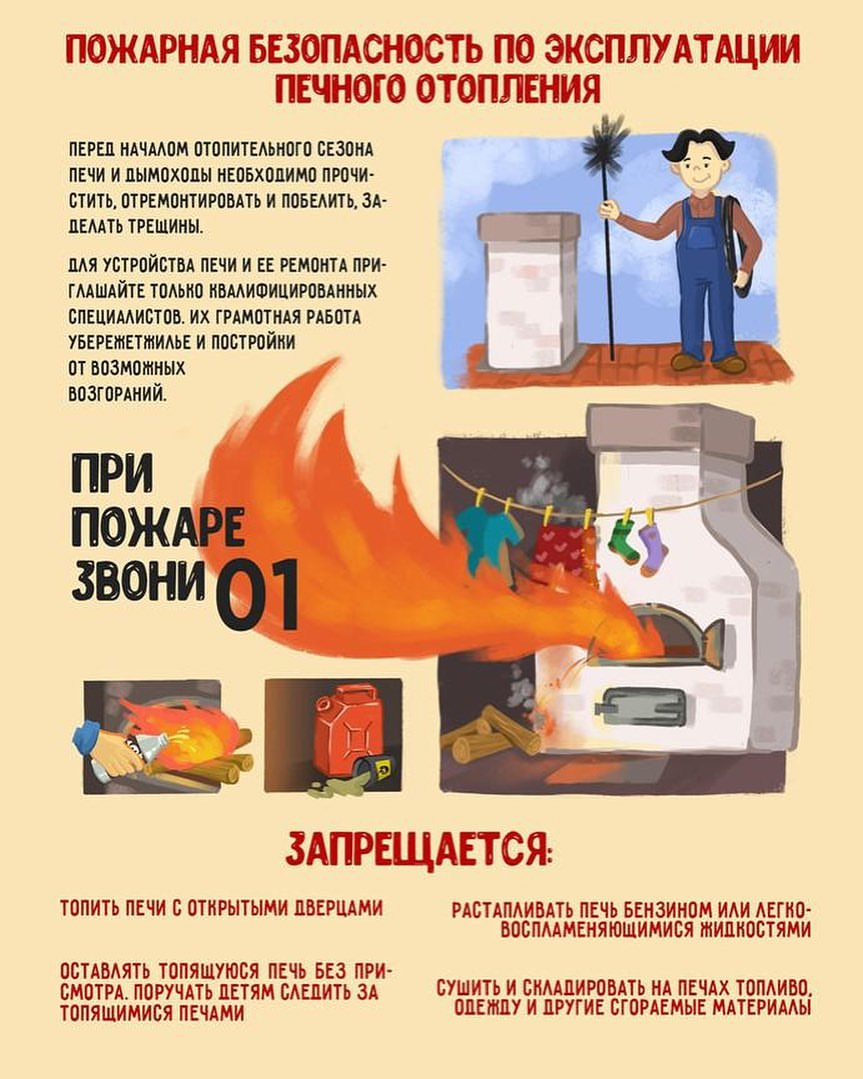 ПОЖАРНАЯ БЕЗОПАСНОСТЬ ПО ЭКСПЛУАТАЦИИ
ПЕЧНОГО ОТОПЛЕНИЯ
ПЕРЕД НАЧАЛОМ ОТОПИТЕЛЬНОГО СЕЗОНА
ПЕЧИ И ДЫМОХОДЫ НЕОБХОДИМО ПРОЧИ-
СТИТЬ, ОТРЕМОНТИРОВАТЬ И ПОБЕЛИТЬ, ЗА-
ДЕЛАТЬ ТРЕЩИНЫ.
ДЛЯ УСТРОЙСТВА ПЕЧИ И ЕЕ РЕМОНТА ПРИ-
ГЛАШАЙТЕ ТОЛЬКО КВАЛИФИЦИРОВАННЫХ
СПЕЦИАЛИСТОВ. ИХ ГРАМОТНАЯ РАБОТА
УБЕРЕЖЕТЖИЛЬЕ И ПОСТРОЙКИ
ОТ ВОЗМОЖНЫХ
ВОЗГОРАНИЙ.
ПРИ
ПОЖАРЕ
ЗВОНИ 01
ЗАПРЕЩАЕТСЯ:
ТОПИТЬ ПЕЧИ С ОТКРЫТЫМИ ДВЕРЦАМИ
ОСТАВЛЯТЬ ТОПЯЩУЮСЯ ПЕЧЬ БЕЗ ПРИ-
СМОТРА. ПОРУЧАТЬ ДЕТЯМ СЛЕДИТЬ ЗА
ТОПЯЩИМИСЯ ПЕЧАМИ
РАСТАПЛИВАТЬ ПЕЧЬ БЕНЗИНОМ ИЛИ ЛЕГКО-
ВОСПЛАМЕНЯЮЩИМИСЯ ЖИДКОСТЯМИ
СУШИТЬ И СКЛАДИРОВАТЬ НА ПЕЧАХ ТОПЛИВО,
ОДЕЖДУ И ДРУГИЕ СГОРАЕМЫЕ МАТЕРИАЛЫ